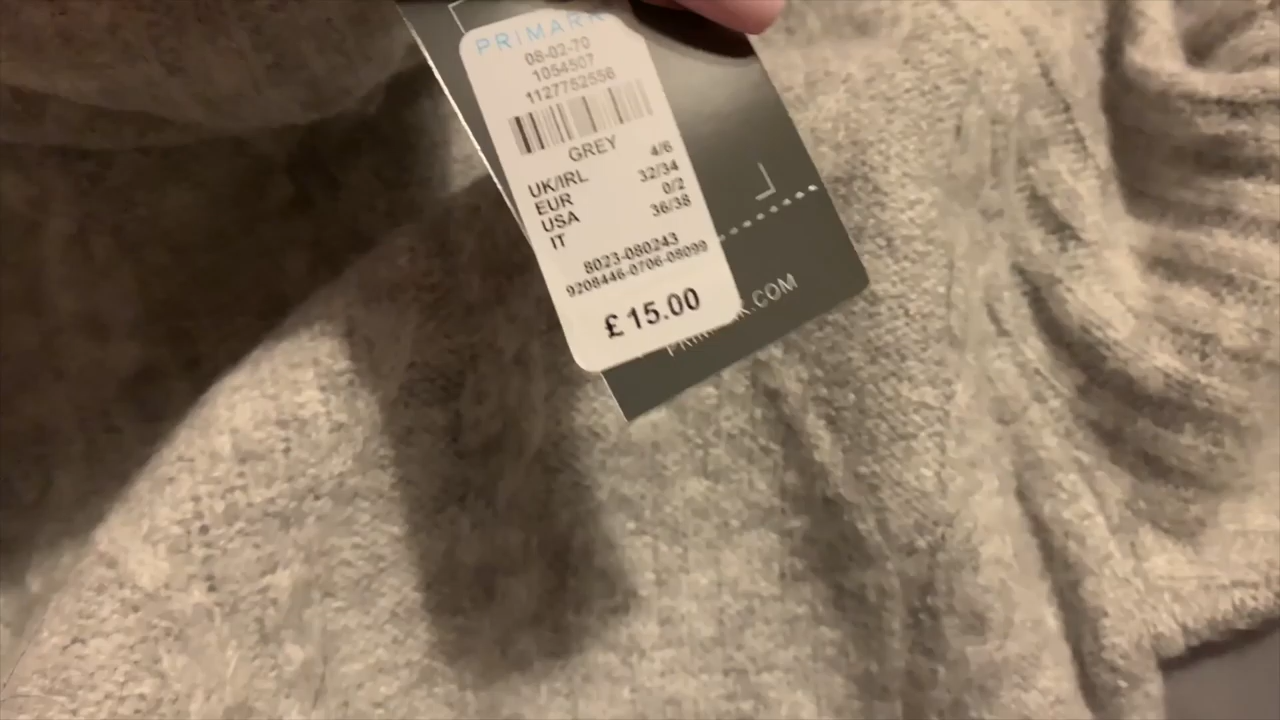 PRIMARK
08-02-70
1054507
1127752556
GREY
UK/IRL 4/6
EUR 32/34
USA 0/2
IT 36/38
8023-080243
9208446-0706-08099
£15.00
PRIMARK.COM